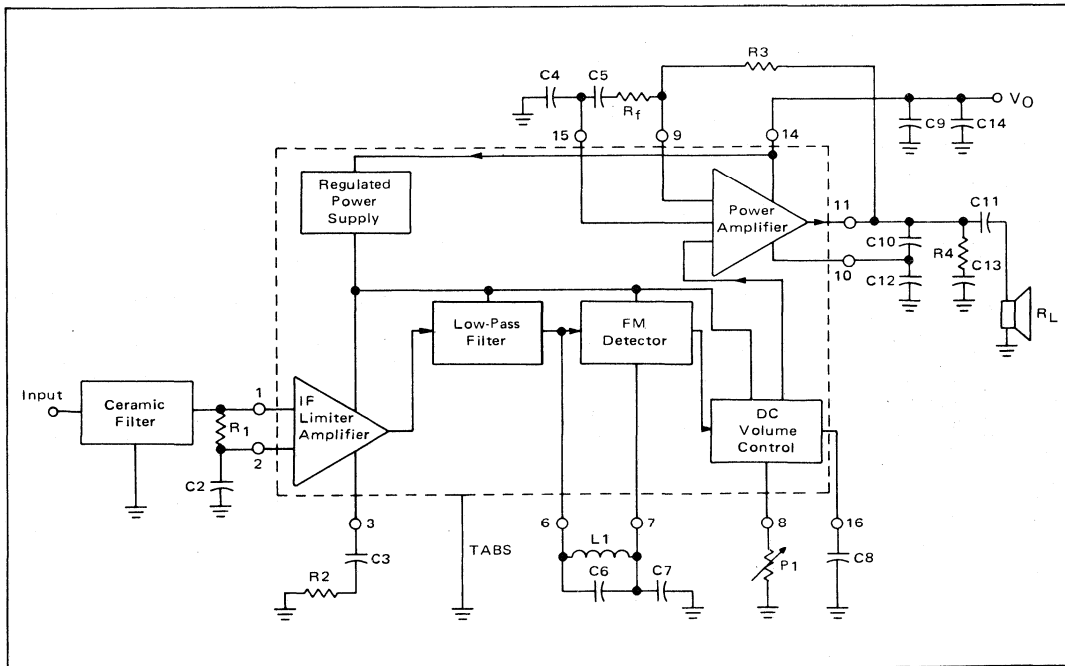 R3
C4
C5
Rf
VO
C9
C14
15
9
14
Regulated
Power
Supply
Power
Amplifier
11
C11
C10
R4
10
C12
C13
RL
Low-Pass
Filter
FM
Detector
Input
Ceramic
Filter
1
R1
2
IF
Limiter
Amplifier
C2
DC
Volume
Control
3
TABS
6
7
8
16
C3
L1
P1
C8
R2
C6
C7